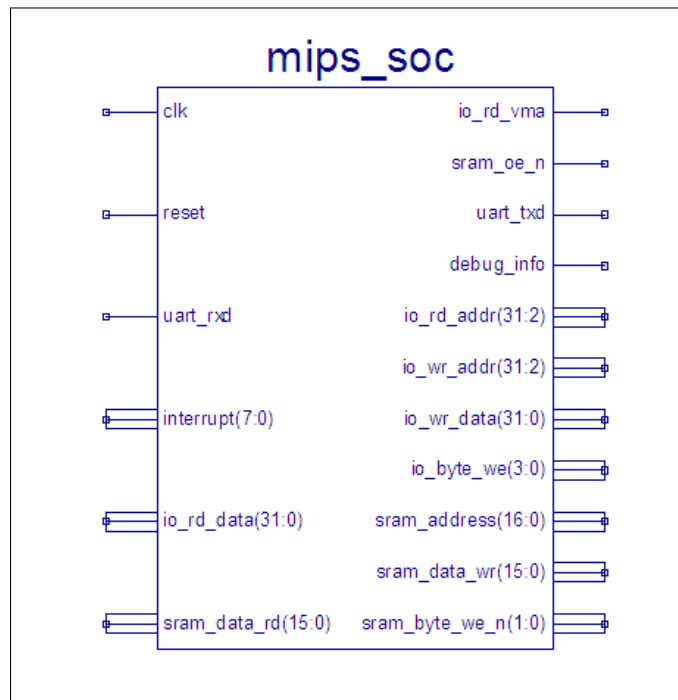 mips_soc
clk
io_rd_vma
sram_oe_n
reset
uart_txd
debug_info
uart_rxd
io_rd_addr(31:2)
io_wr_addr(31:2)
interrupt(7:0)
io_wr_data(31:0)
io_byte_we(3:0)
io_rd_data(31:0)
sram_address(16:0)
sram_data_wr(15:0)
sram_data_rd(15:0)
sram_byte_we_n(1:0)